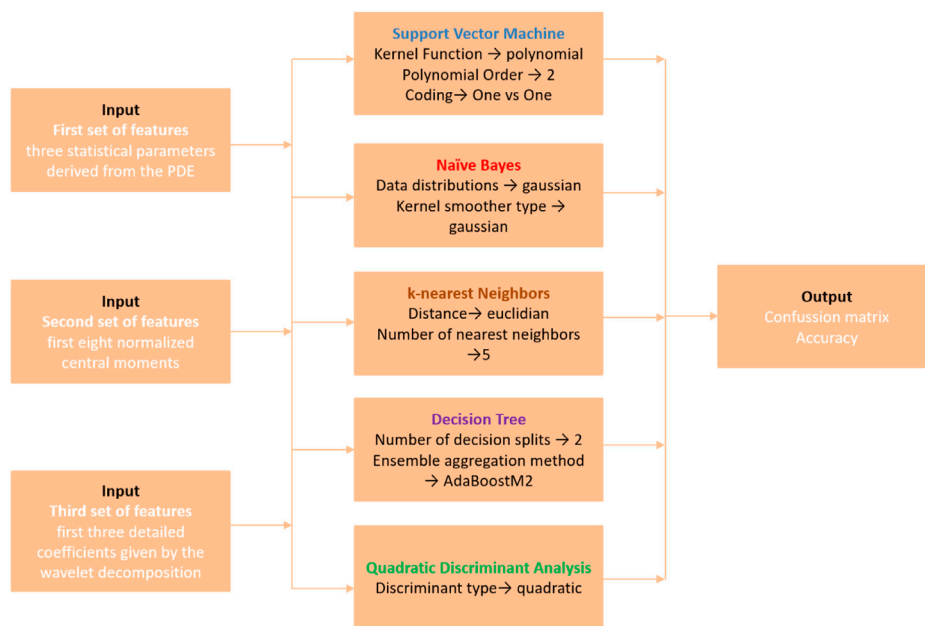 Input
First set of features
three statistical parameters
derived from the PDE
Input
Second set of features
first eight normalized
central moments
Input
Third set of features
first three detailed
coefficients given by the
wavelet decomposition
Support Vector Machine
Kernel Function → polynomial
Polynomial Order → 2
Coding→ One vs One
Naïve Bayes
Data distributions → gaussian
Kernel smoother type →
gaussian
k-nearest Neighbors
Distance→ euclidian
Number of nearest neighbors
→5
Decision Tree
Number of decision splits → 2
Ensemble aggregation method
→ AdaBoostM2
Quadratic Discriminant Analysis
Discriminant type→ quadratic
Output
Confussion matrix
Accuracy